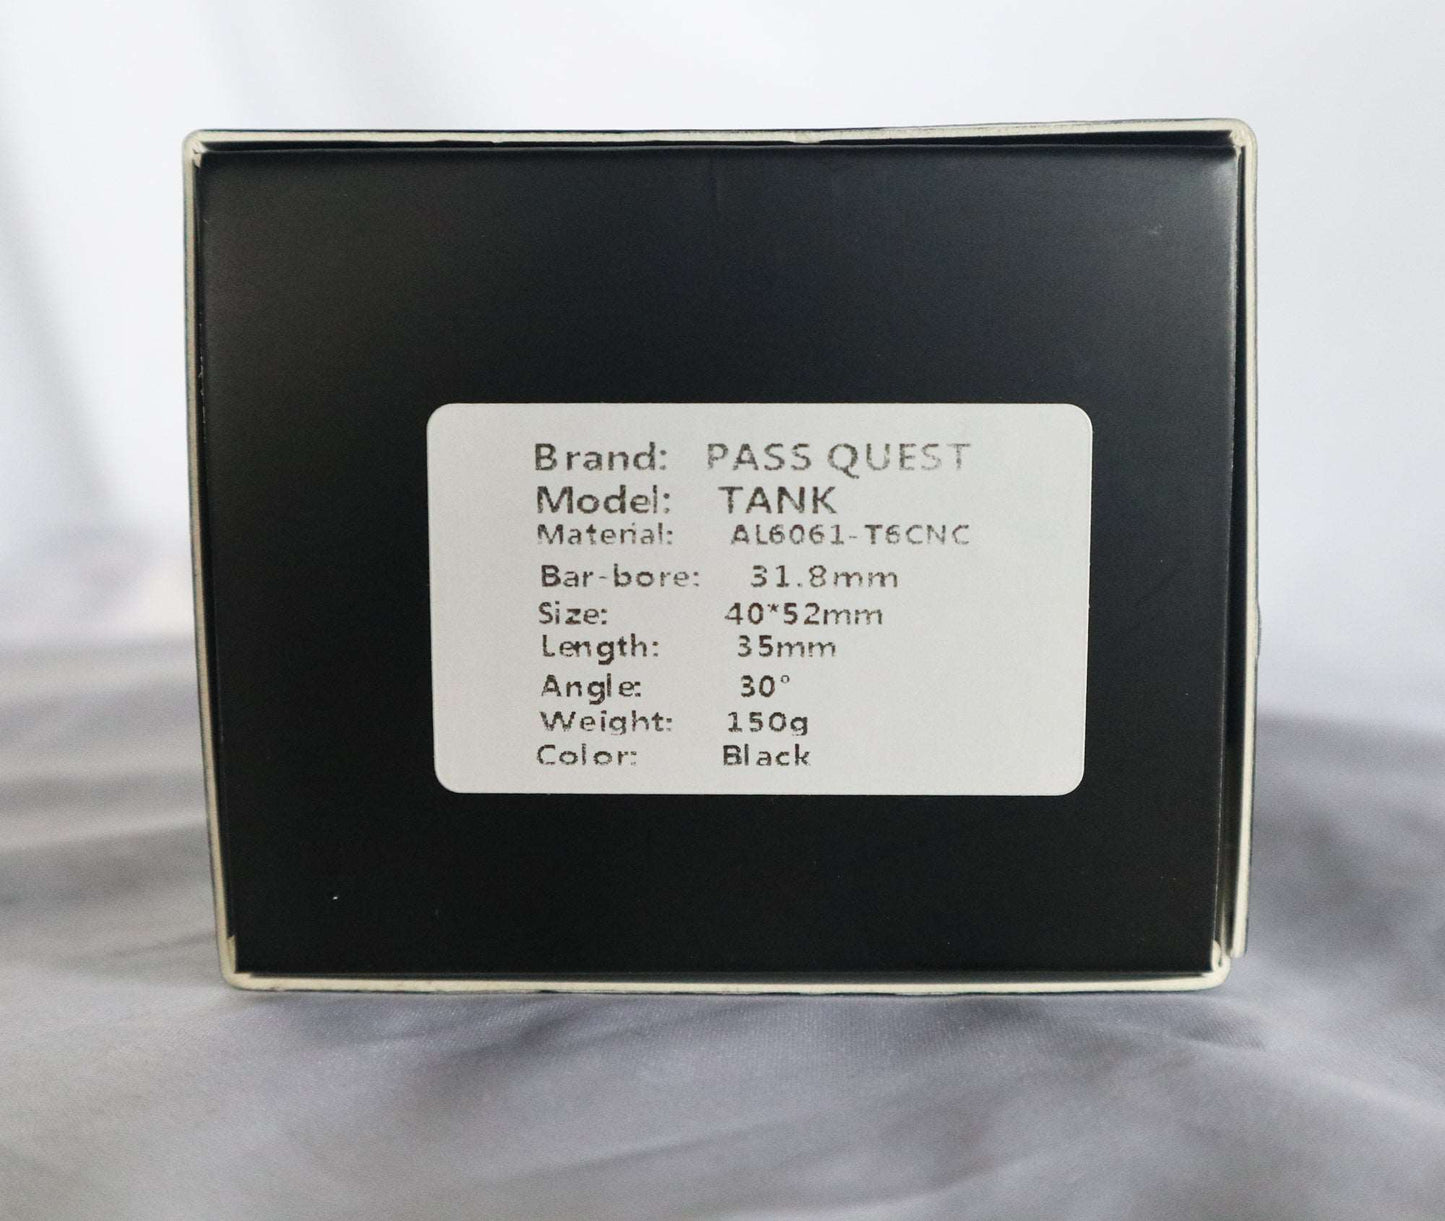 Brand: PASS QUEST
Model: TANK
Material: AL6061-T6CNC
Bar-bore: 31.8mm
Size: 40*52mm
Length: 35mm
Angle: 30°
Weight: 150g
Color: Black